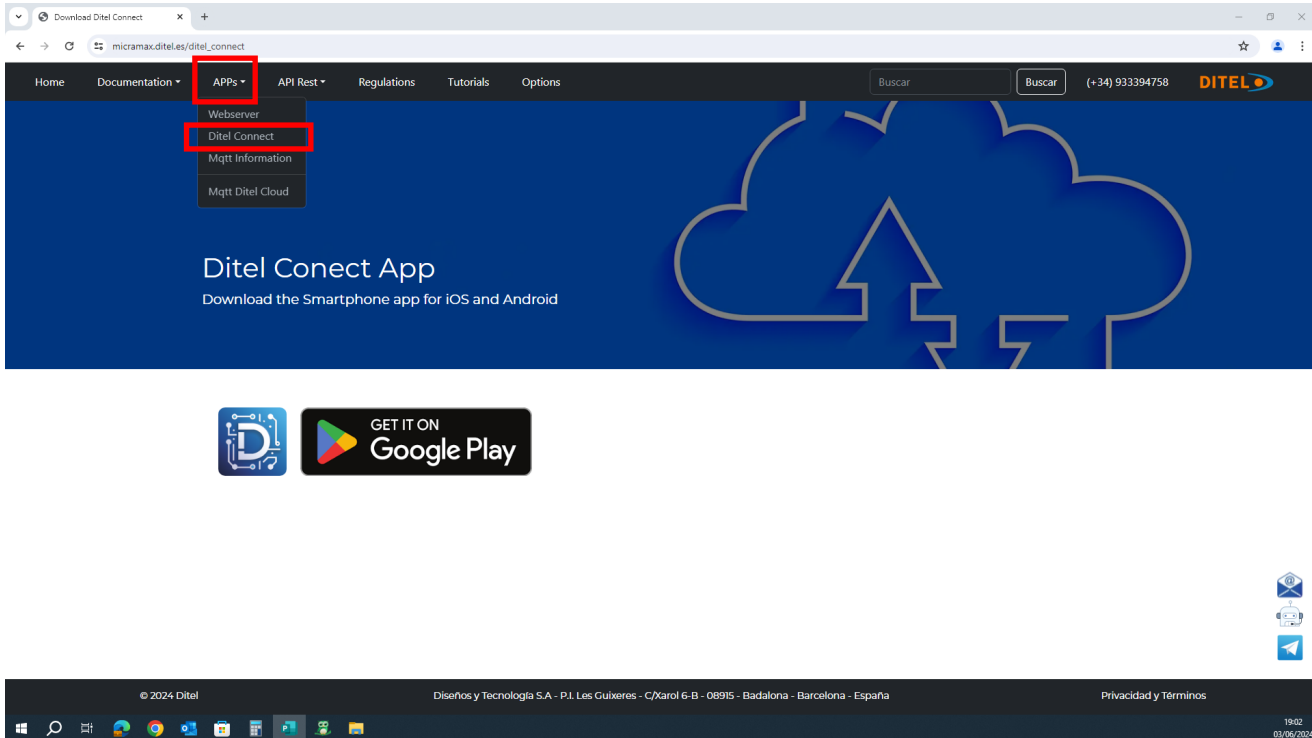 Download Ditel Connect
micramax.ditel.es/ditel_connect
Home Documentation APPs API Rest Regulations Tutorials Options Buscar Buscar (+34) 933394758 DITEL
Webserver
Ditel Connect
Mqtt Information
Mqtt Ditel Cloud
Ditel Conect App
Download the Smartphone app for iOS and Android
GET IT ON
Google Play
© 2024 Ditel Diseños y Tecnología S.A - P.I. Les Guixeres - C/Xarol 6-B - 08915 - Badalona - Barcelona - España Privacidad y Términos
19:02
03/06/2024